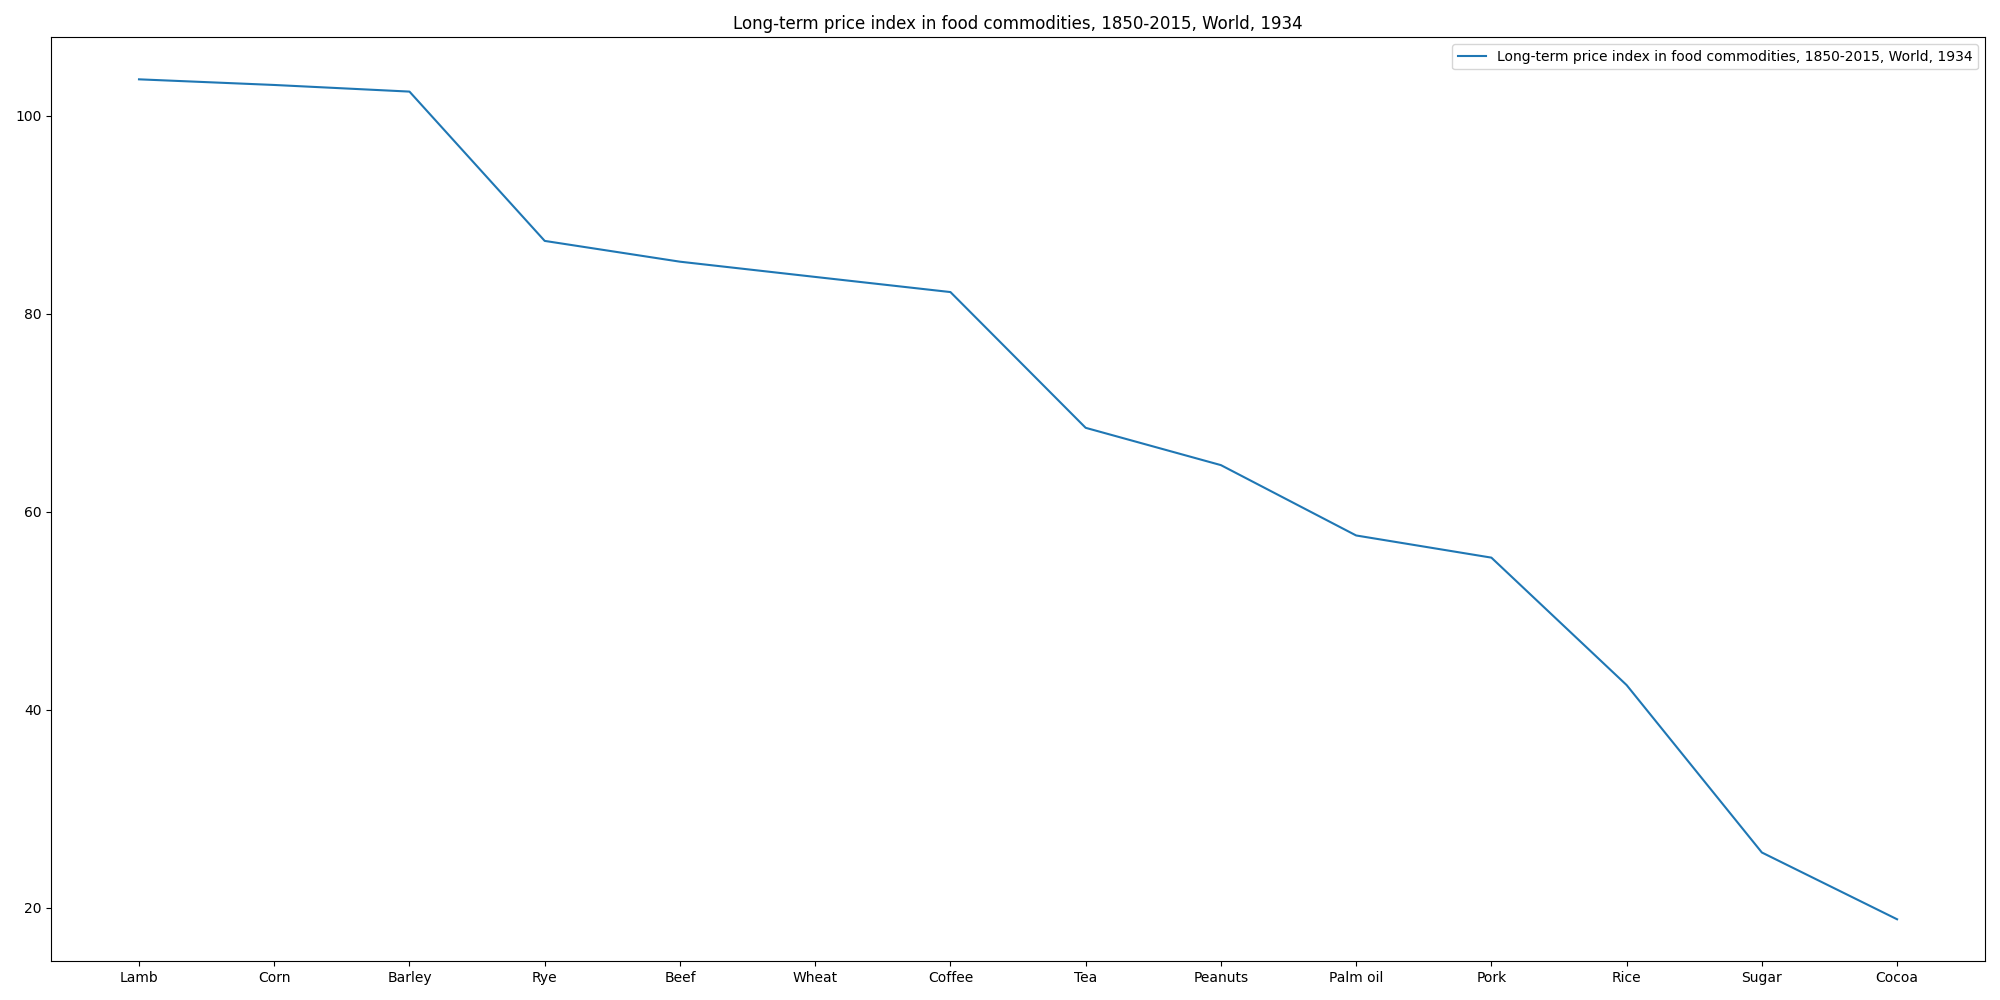 Long-term price index in food commodities, 1850-2015, World, 1934
Long-term price index in food commodities, 1850-2015, World, 1934
100
80
60
40
20
Lamb Corn Barley Rye Beef Wheat Coffee Tea Peanuts Palm oil Pork Rice Sugar Cocoa